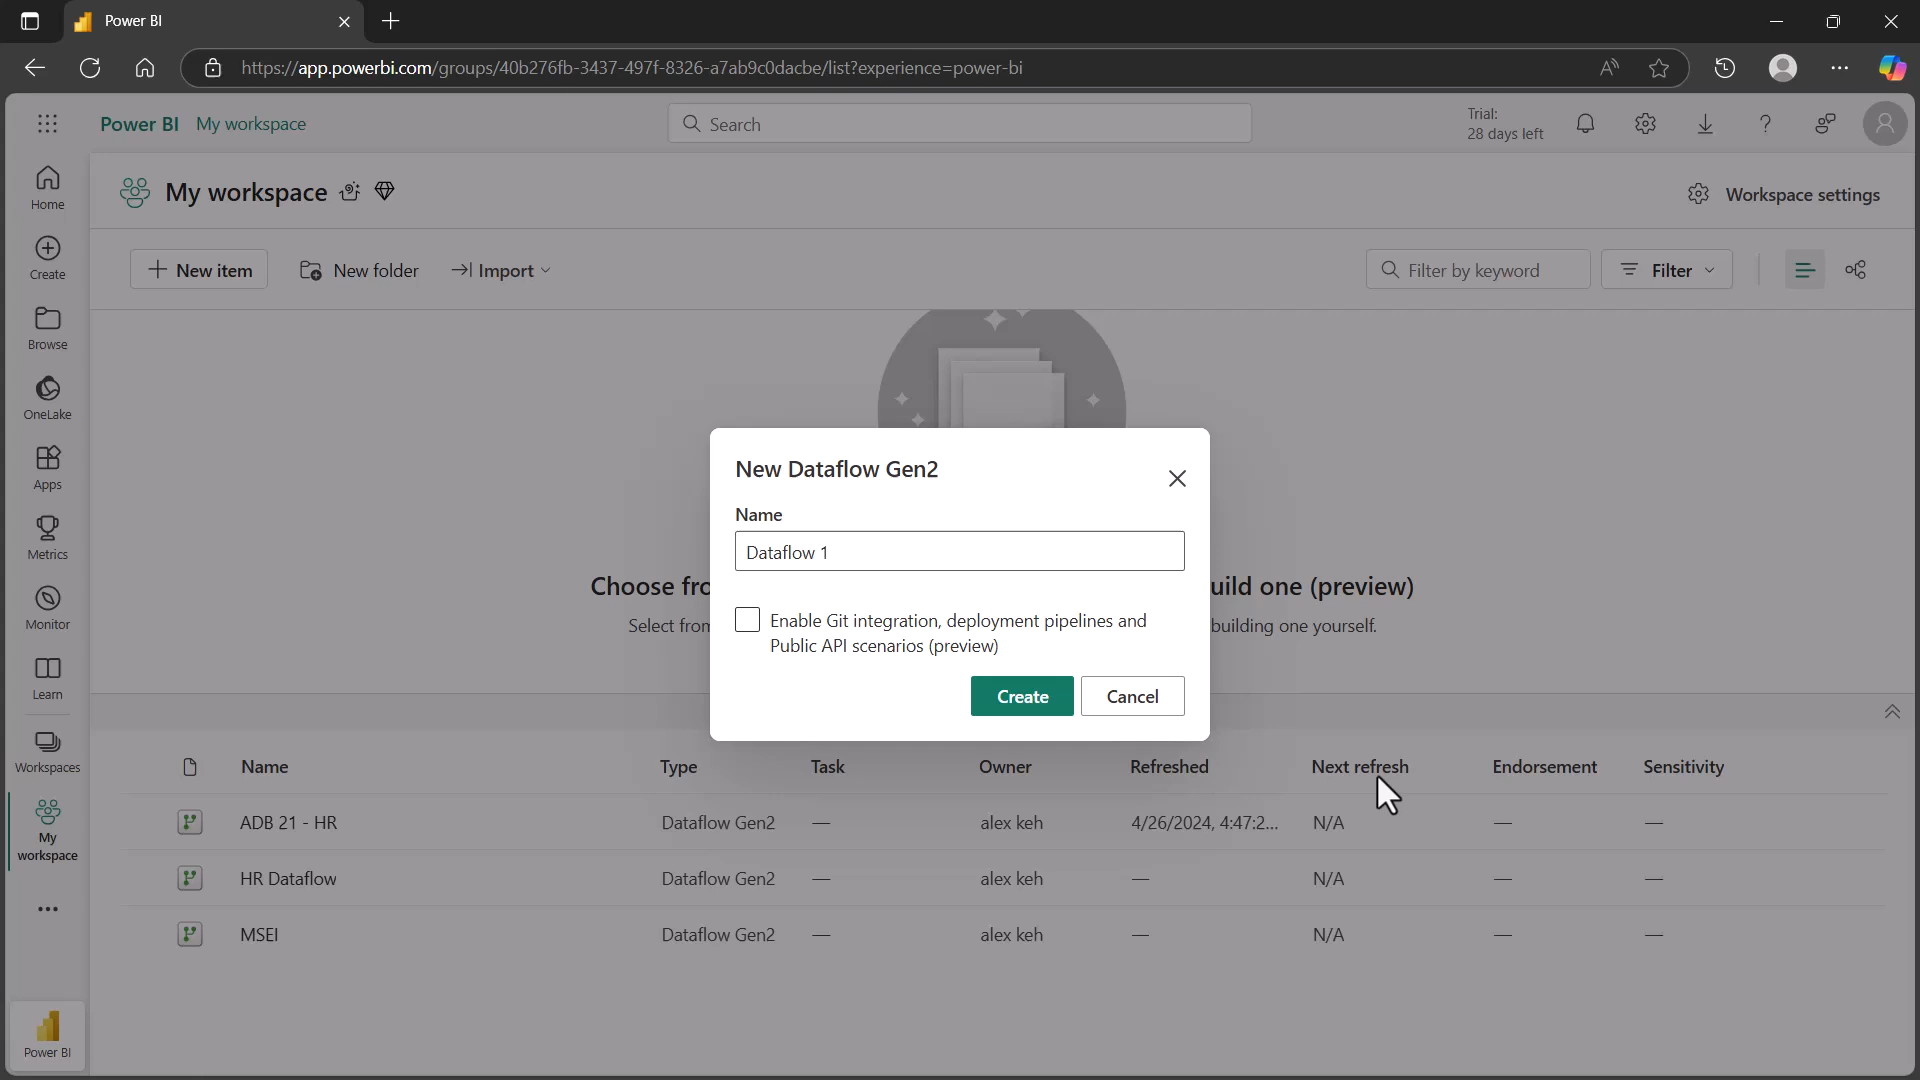 Power BI
https://app.powerbi.com/groups/40b276fb-3437-497f-8326-a7ab9c0dacbe/list?experience=power-bi
Power BI My workspace
Search
Trial:
28 days left
Home
Create
Browse
OneLake
Apps
Metrics
Monitor
Learn
Workspaces
My
workspace
Power BI
My workspace
Workspace settings
New item
New folder
Import
Filter by keyword
Filter
uild one (preview)
Select from
building one yourself.
New Dataflow Gen2
Name
Dataflow 1
Enable Git integration, deployment pipelines and
Public API scenarios (preview)
Create
Cancel
Name Type Task Owner Refreshed Next refresh Endorsement Sensitivity
ADB 21 - HR Dataflow Gen2 — alex keh 4/26/2024, 4:47:2... N/A — —
HR Dataflow Dataflow Gen2 — alex keh — N/A — —
MSEI Dataflow Gen2 — alex keh — N/A — —